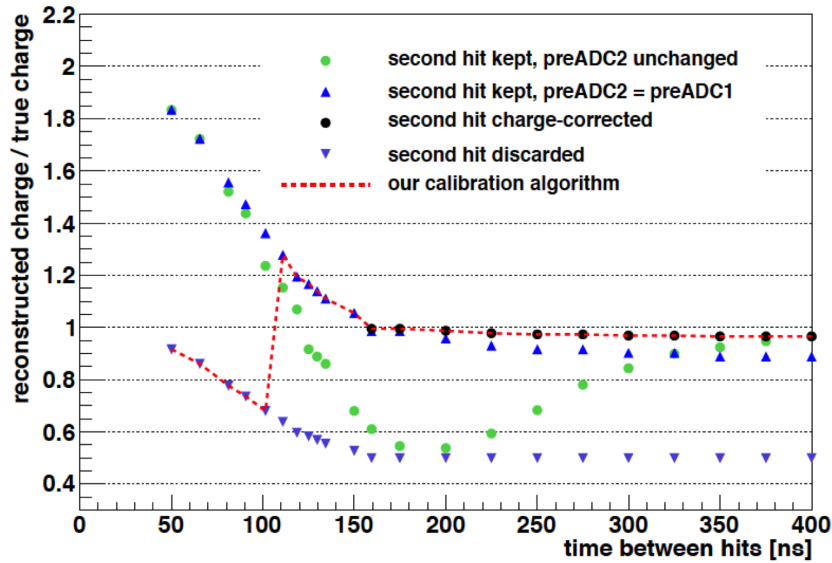 reconstructed charge / true charge
2.2
2
1.8
1.6
1.4
1.2
1
0.8
0.6
0.4
second hit kept, preADC2 unchanged
second hit kept, preADC2 = preADC1
second hit charge-corrected
second hit discarded
our calibration algorithm
0 50 100 150 200 250 300 350 400
time between hits [ns]